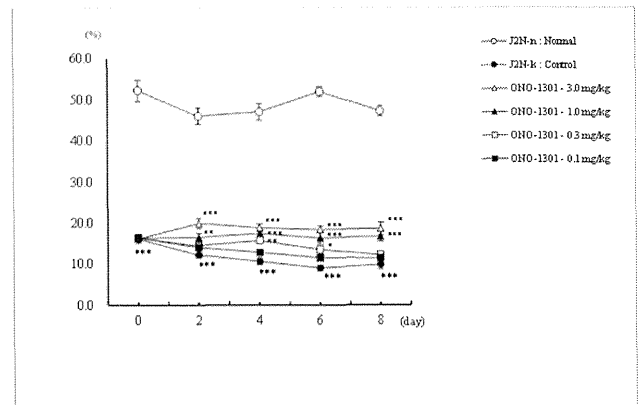 (%)
60.0
50.0
40.0
30.0
20.0
10.0
0.0
0 2 4 6 8 (day)
*** ** *** *** ** *** *** * *** ***
*** *** *** *** ***
J2N-n : Normal
J2N-k : Control
ONO-1301 - 3.0 mg/kg
ONO-1301 - 1.0 mg/kg
ONO-1301 - 0.3 mg/kg
ONO-1301 - 0.1 mg/kg